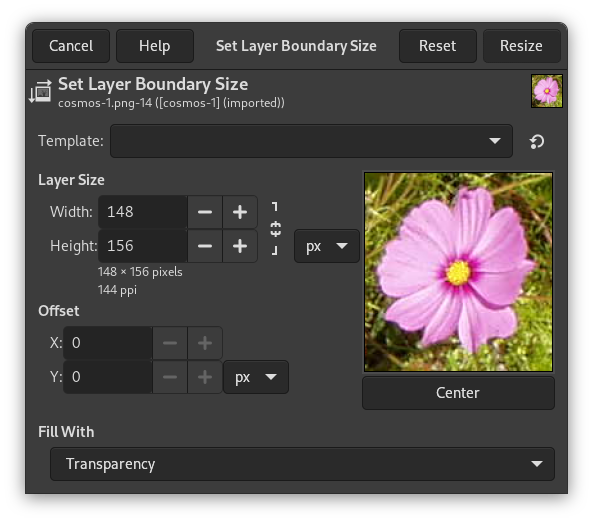 Cancel Help Set Layer Boundary Size Reset Resize
Set Layer Boundary Size
cosmos-1.png-14 ([cosmos-1] (imported))
Template:
Layer Size
Width: 148
Height: 156 px
148 × 156 pixels
144 ppi
Offset
X: 0
Y: 0 px
Center
Fill With
Transparency